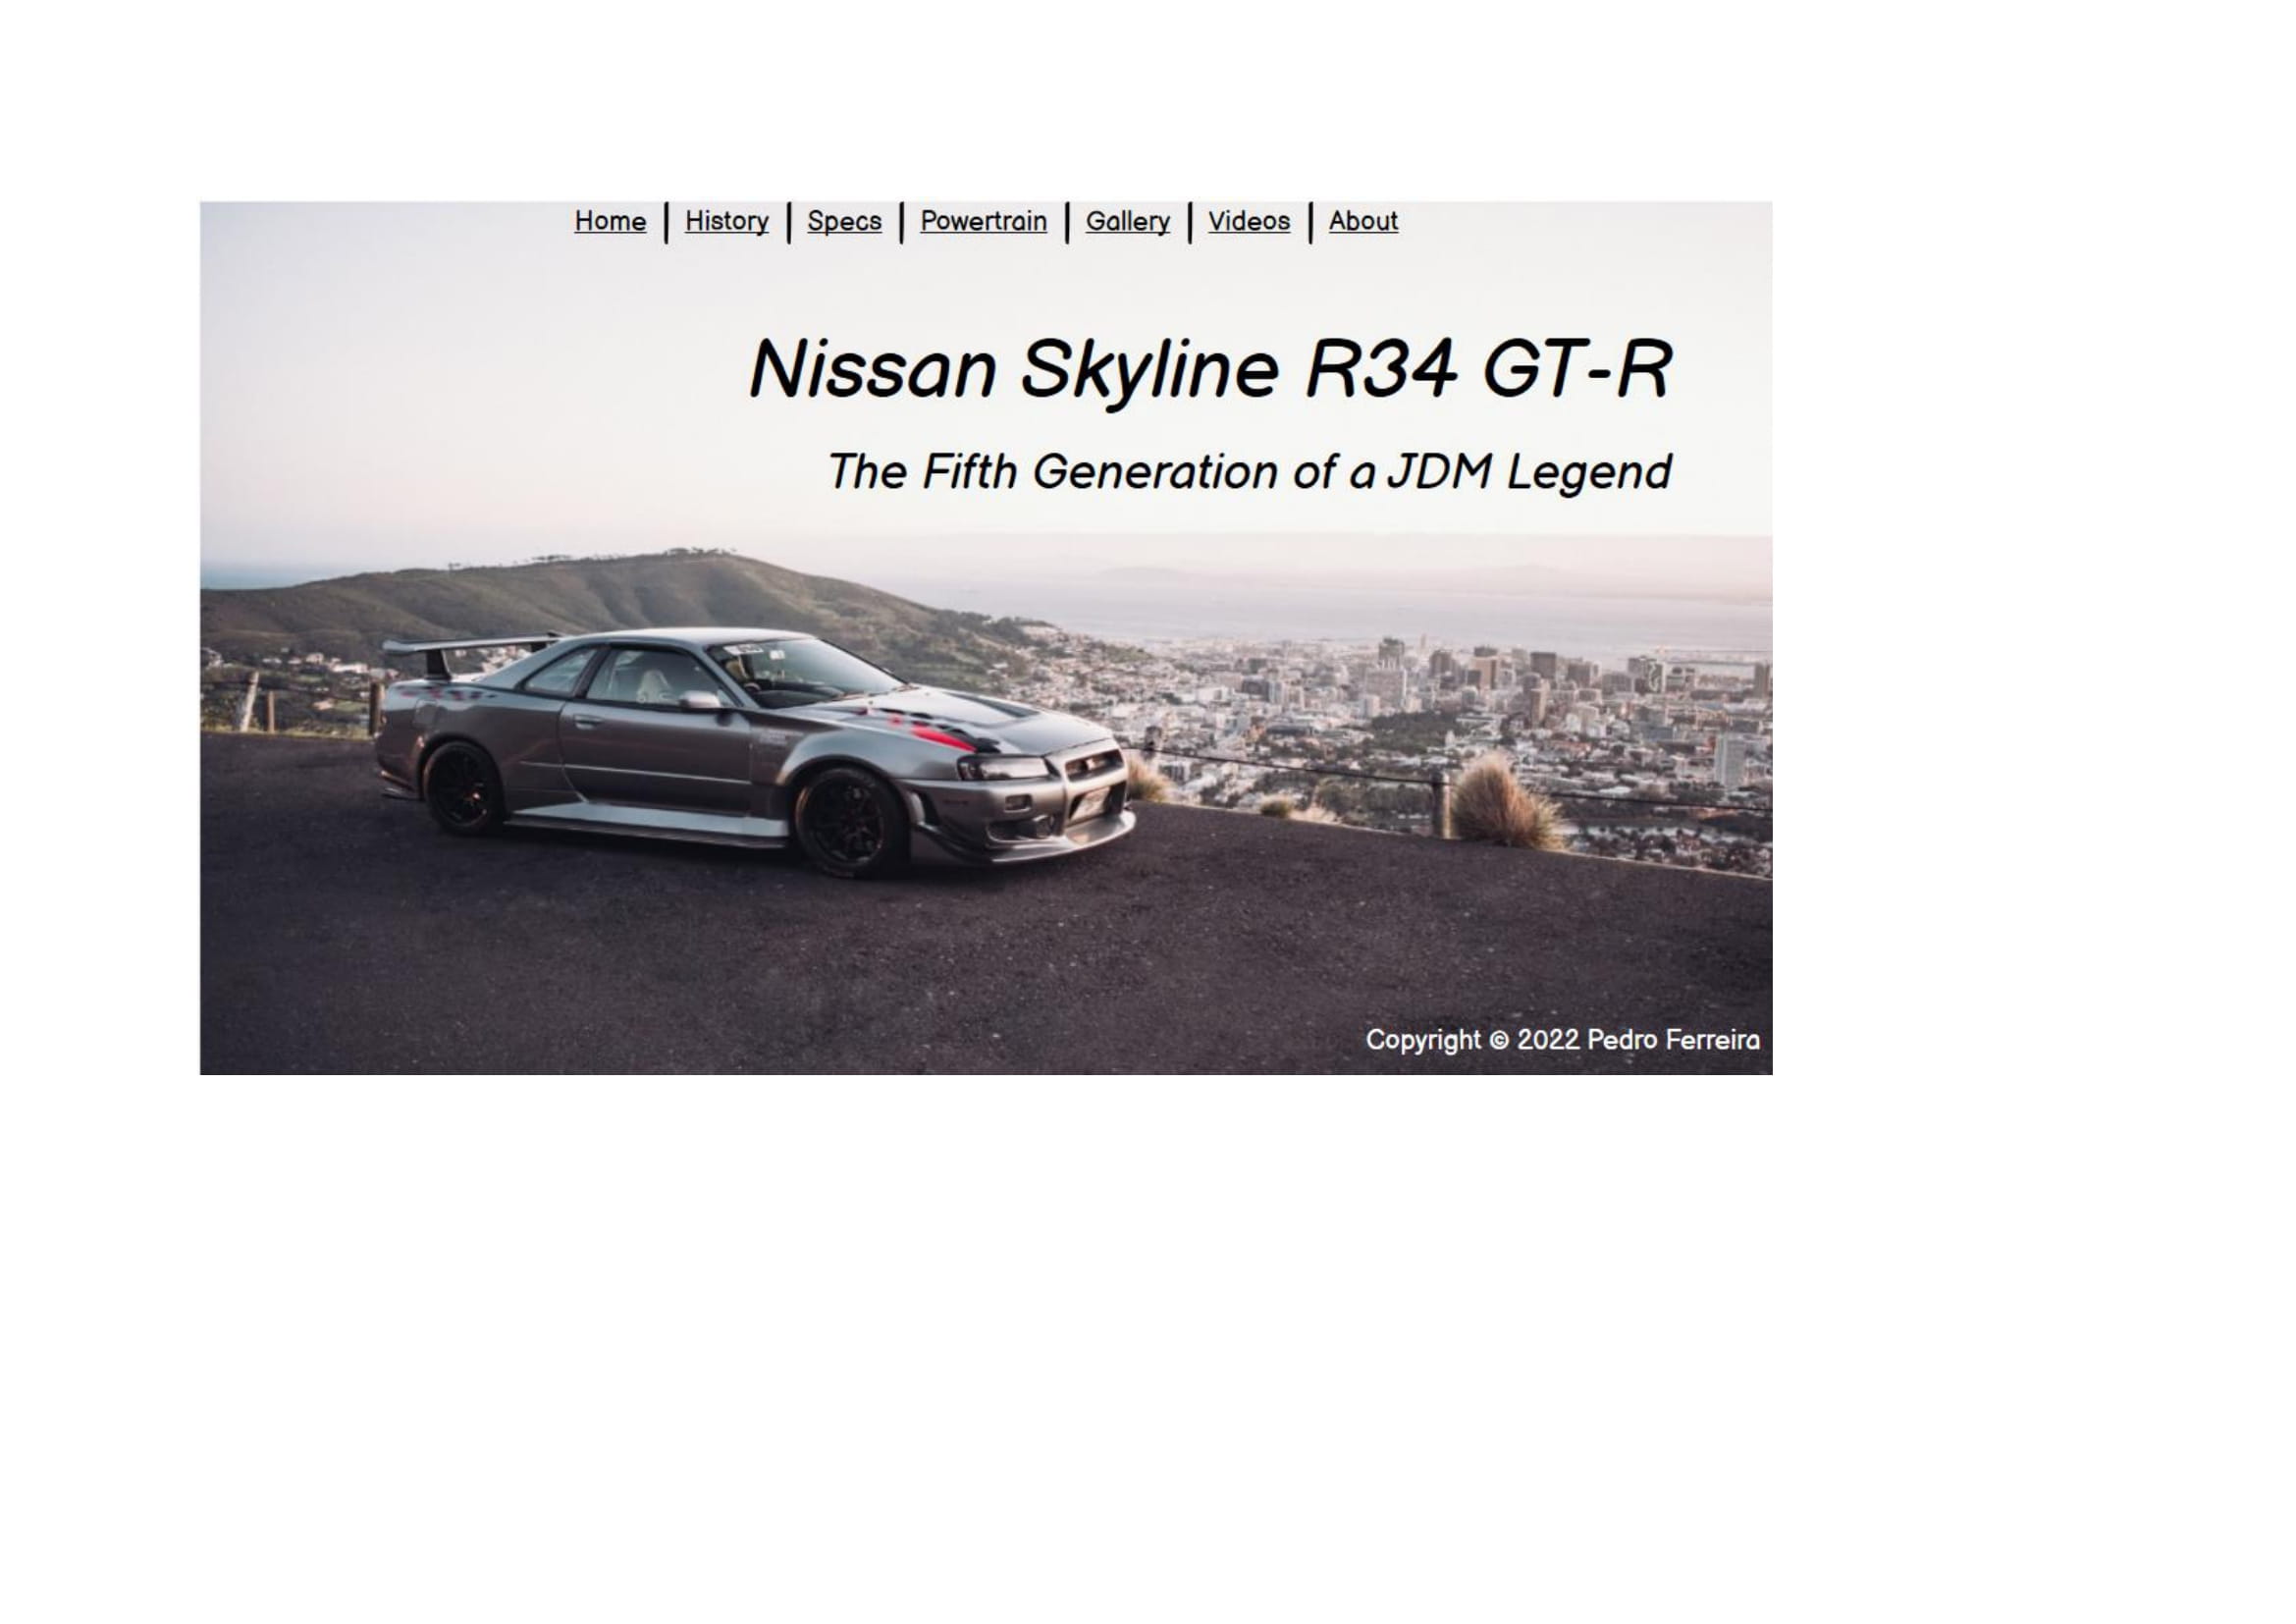 Home | History | Specs | Powertrain | Gallery | Videos | About
Nissan Skyline R34 GT-R
The Fifth Generation of a JDM Legend
Copyright © 2022 Pedro Ferreira